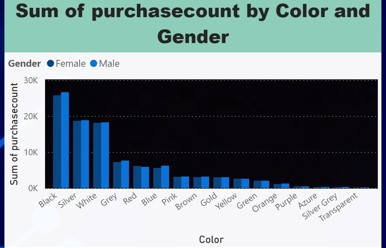 Sum of purchasecount by Color and
Gender
Gender Female Male
Sum of purchasecount
30K
20K
10K
0K
Black
Silver
White
Grey
Red
Blue
Pink
Brown
Gold
Yellow
Green
Orange
Purple
Azure
Silver Grey
Transparent
Color